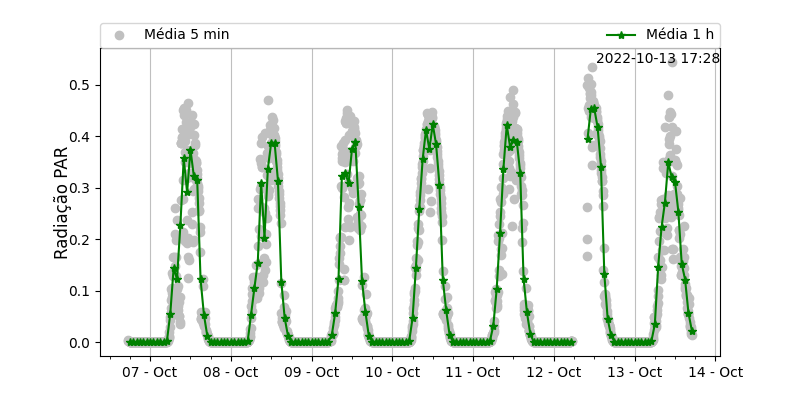 Média 5 min
Média 1 h
2022-10-13 17:28
Radiação PAR
0.5
0.4
0.3
0.2
0.1
0.0
07 - Oct
08 - Oct
09 - Oct
10 - Oct
11 - Oct
12 - Oct
13 - Oct
14 - Oct